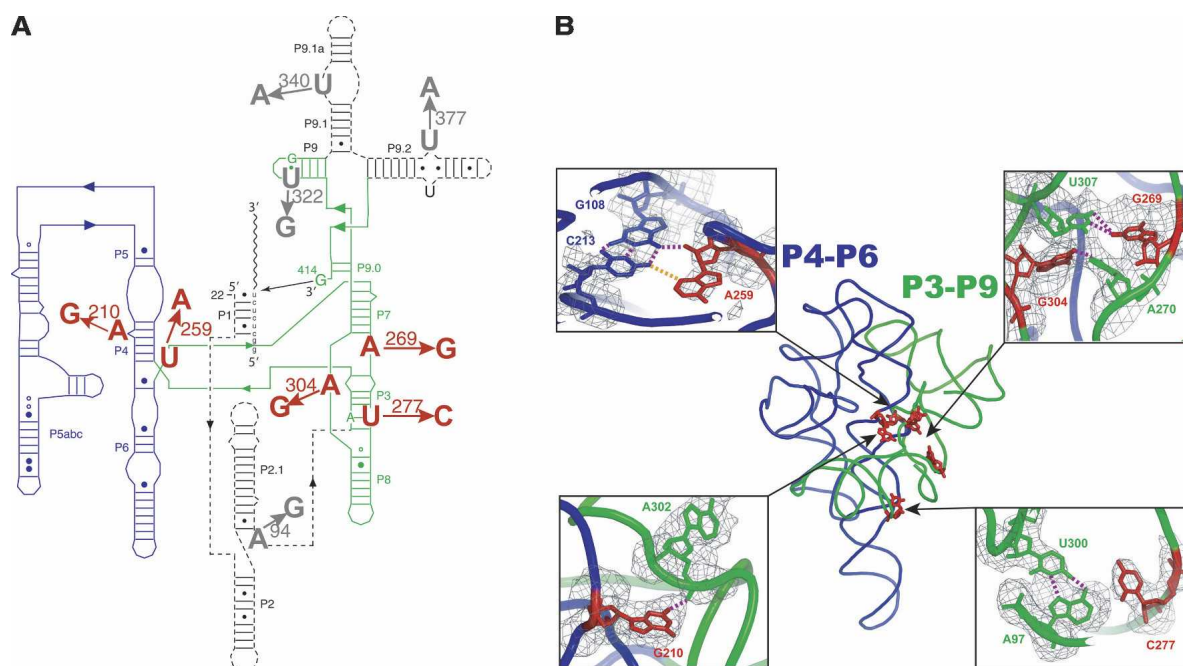 A
B
P9.1a
A
340
U
A
377
U
U
P9.1
P9
P9.2
G
U
322
G
3′
414
G
3′
P9.0
P5
22
5′
P1
5′
P7
G
210
A
A
259
U
P4
A
269
G
304
A
G
P3
A
U
277
C
P5abc
P6
P2.1
P8
G
A
94
P2
G108
C213
A259
P4-P6
P3-P9
U307
G269
G304
A270
A302
G210
U300
A97
C277